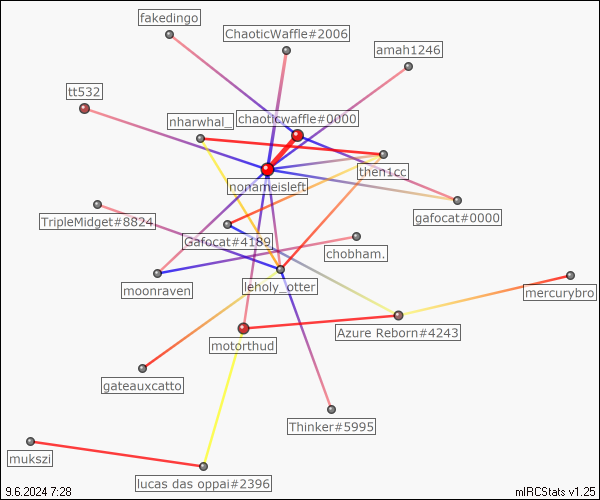 fakedingo
ChaoticWaffle#2006
amah1246
tt532
nharwhal_
chaoticwaffle#0000
then1cc
nonameisleft
gafocat#0000
TripleMidget#8824
Gafocat#4189
chobham.
moonraven
leholy_otter
mercurybro
Azure Reborn#4243
motorthud
gateauxcatto
Thinker#5995
mukszi
lucas das oppai#2396
9.6.2024 7:28
mIRCStats v1.25